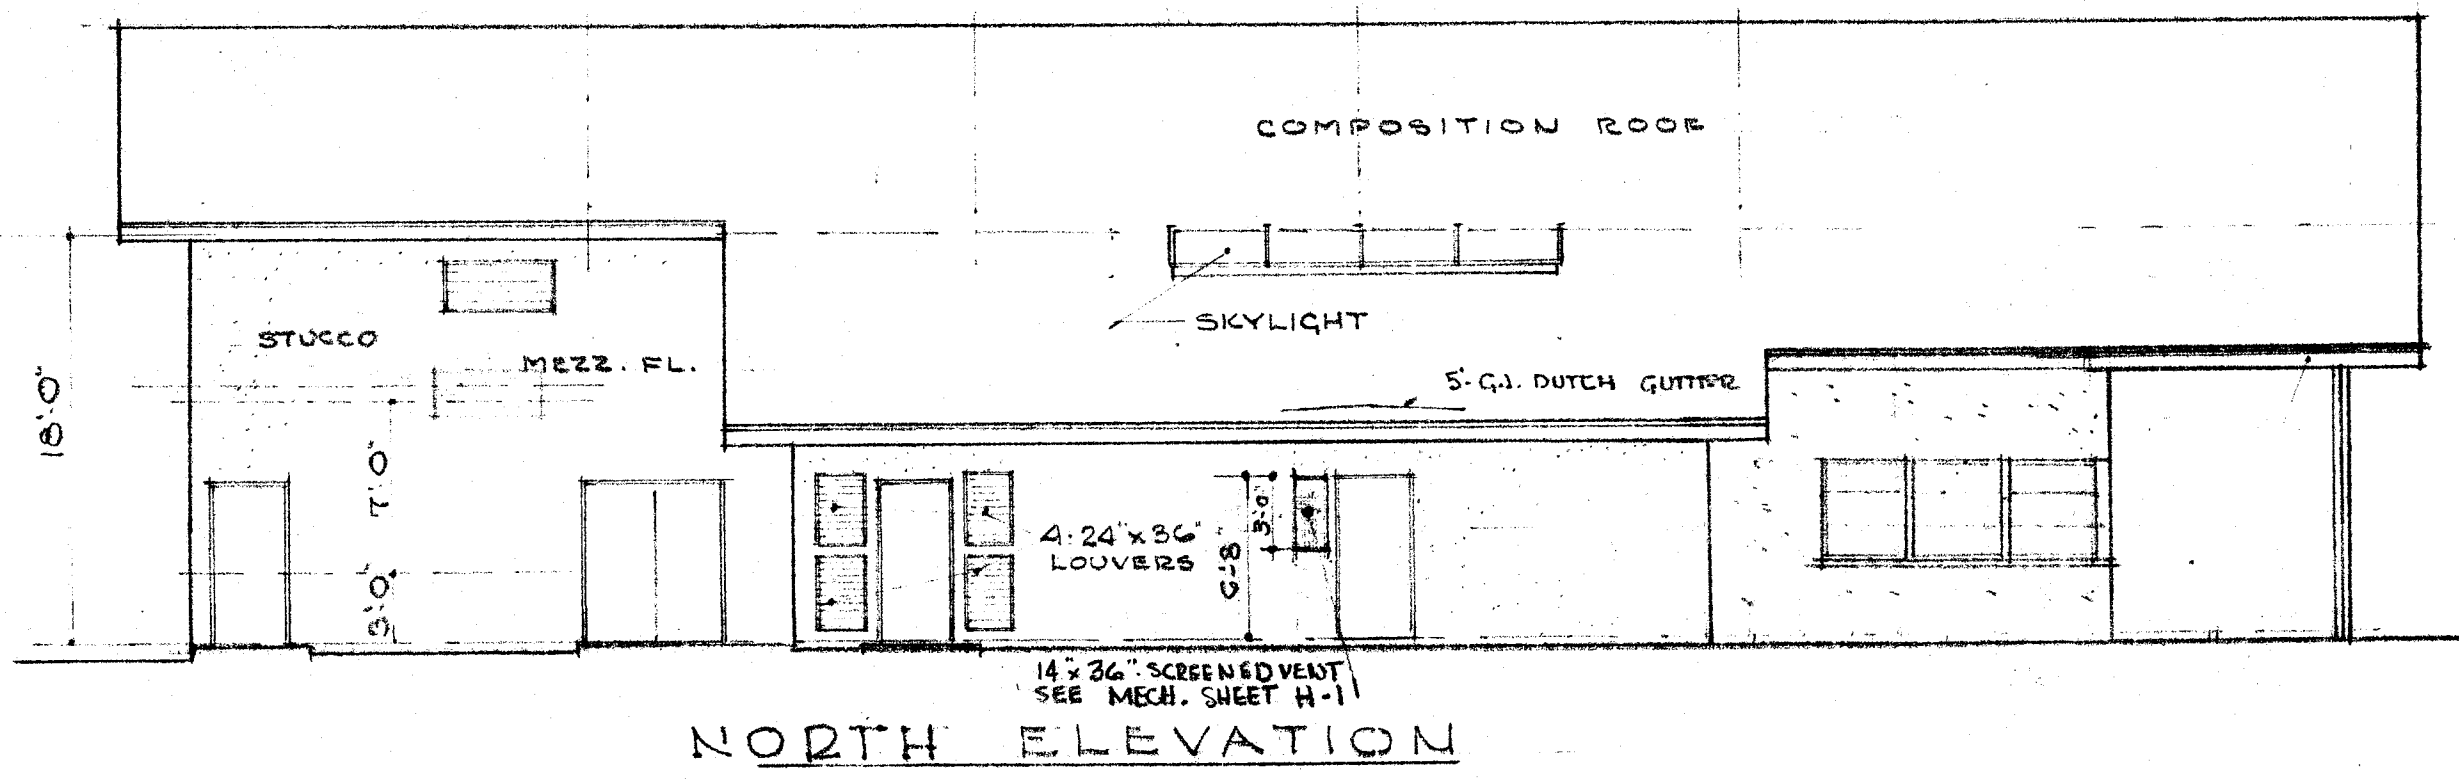 COMPOSITION ROOF
STUCCO
SKYLIGHT
MEZZ. FL.
5" G.I. DUTCH GUTTER
18'-0"
7'-0"
3'-0"
4-24"x36"
LOUVERS
6'-8"
3'-0"
14"x36" SCREENED VENT
SEE MECH. SHEET H-1
NORTH ELEVATION